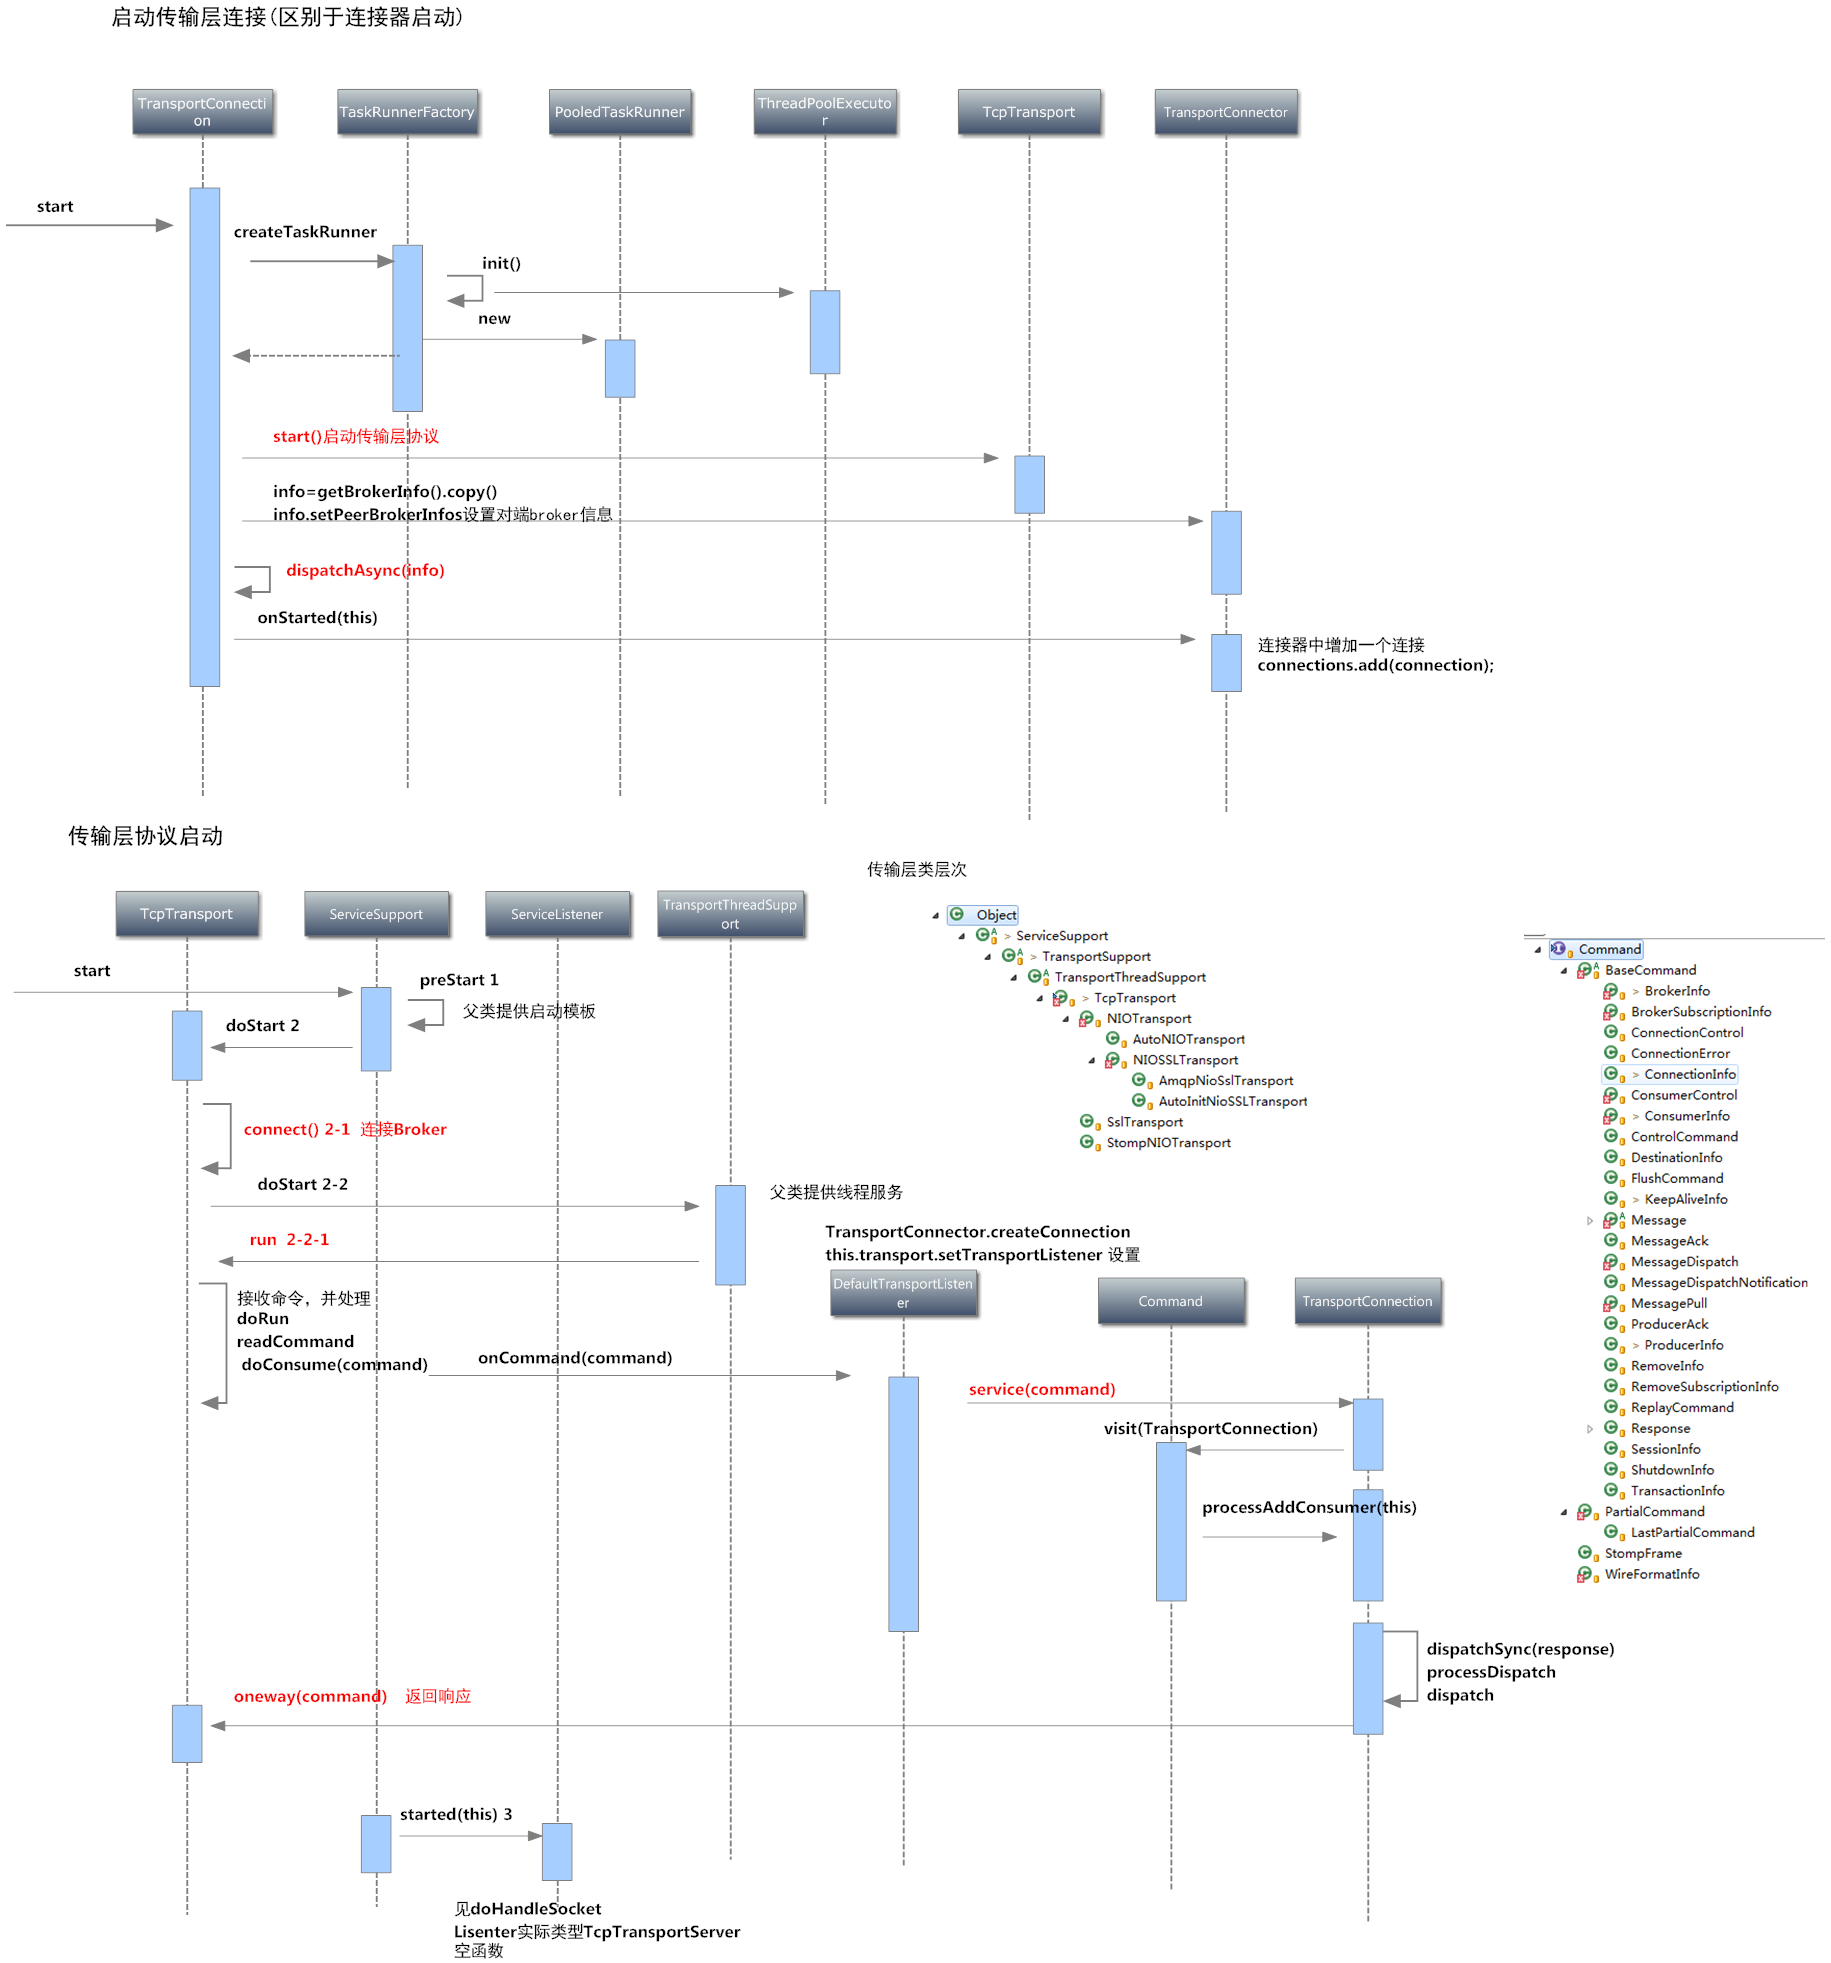 启动传输层连接(区别于连接器启动)
TransportConnecti
on
TaskRunnerFactory
PooledTaskRunner
ThreadPoolExecuto
r
TcpTransport
TransportConnector
start
createTaskRunner
init()
new
start()启动传输层协议
info=getBrokerInfo().copy()
info.setPeerBrokerInfos设置对端broker信息
dispatchAsync(info)
onStarted(this)
连接器中增加一个连接
connections.add(connection);
传输层协议启动
TcpTransport
ServiceSupport
ServiceListener
TransportThreadSupp
ort
start
preStart 1
父类提供启动模板
doStart 2
connect() 2-1 连接Broker
doStart 2-2
父类提供线程服务
run 2-2-1
接收命令，并处理
doRun
readCommand
doConsume(command)
onCommand(command)
TransportConnector.createConnection
this.transport.setTransportListener 设置
DefaultTransportListen
er
Command
TransportConnection
service(command)
visit(TransportConnection)
processAddConsumer(this)
dispatchSync(response)
processDispatch
dispatch
oneway(command) 返回响应
started(this) 3
见doHandleSocket
Lisenter实际类型TcpTransportServer
空函数
传输层类层次
Object
> ServiceSupport
> TransportSupport
TransportThreadSupport
> TcpTransport
NIOTransport
AutoNIOTransport
NIOSSLTransport
AmqpNioSslTransport
AutoInitNioSSLTransport
SslTransport
StompNIOTransport
Command
BaseCommand
> BrokerInfo
BrokerSubscriptionInfo
ConnectionControl
ConnectionError
> ConnectionInfo
ConsumerControl
> ConsumerInfo
ControlCommand
DestinationInfo
FlushCommand
> KeepAliveInfo
Message
MessageAck
MessageDispatch
MessageDispatchNotification
MessagePull
ProducerAck
> ProducerInfo
RemoveInfo
RemoveSubscriptionInfo
ReplayCommand
Response
SessionInfo
ShutdownInfo
TransactionInfo
PartialCommand
LastPartialCommand
StompFrame
WireFormatInfo